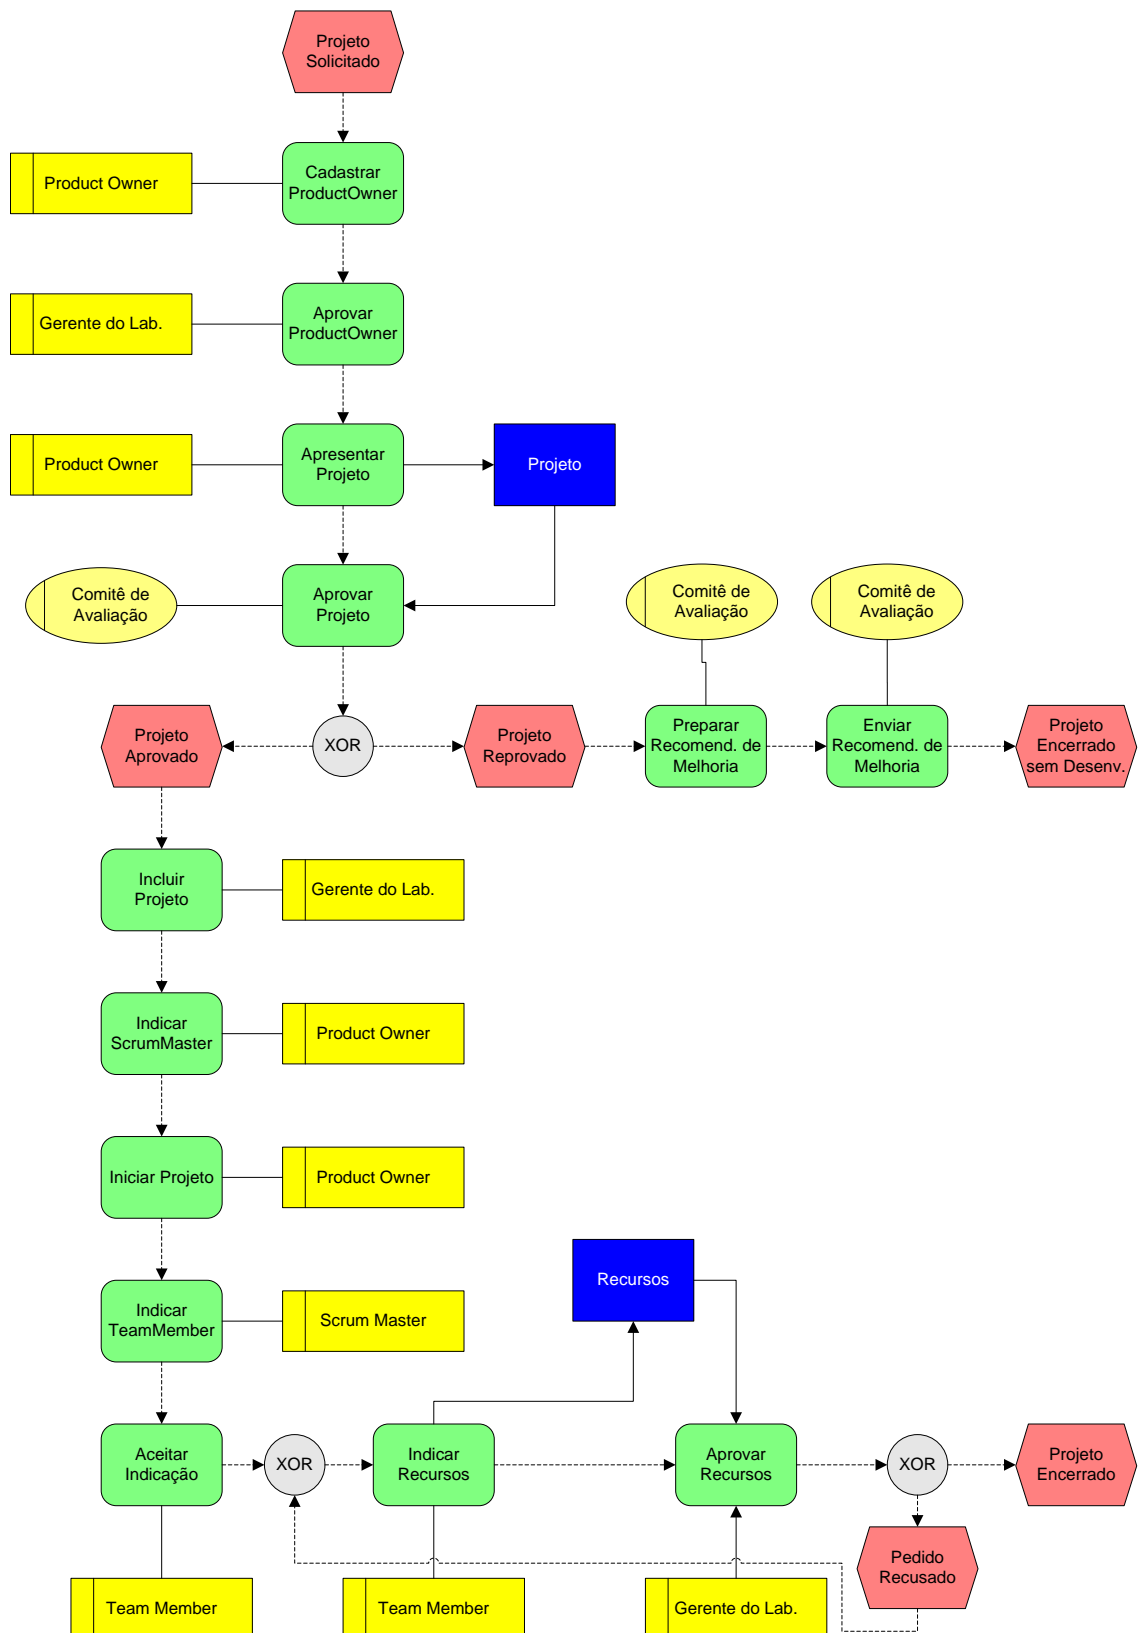 Projeto
Solicitado
Product Owner
Cadastrar
ProductOwner
Gerente do Lab.
Aprovar
ProductOwner
Product Owner
Apresentar
Projeto
Projeto
Comitê de
Avaliação
Aprovar
Projeto
Comitê de
Avaliação
Comitê de
Avaliação
Projeto
Aprovado
XOR
Projeto
Reprovado
Preparar
Recomend. de
Melhoria
Enviar
Recomend. de
Melhoria
Projeto
Encerrado
sem Desenv.
Incluir
Projeto
Gerente do Lab.
Indicar
ScrumMaster
Product Owner
Iniciar Projeto
Product Owner
Recursos
Indicar
TeamMember
Scrum Master
Aceitar
Indicação
XOR
Indicar
Recursos
Aprovar
Recursos
XOR
Projeto
Encerrado
Pedido
Recusado
Team Member
Team Member
Gerente do Lab.